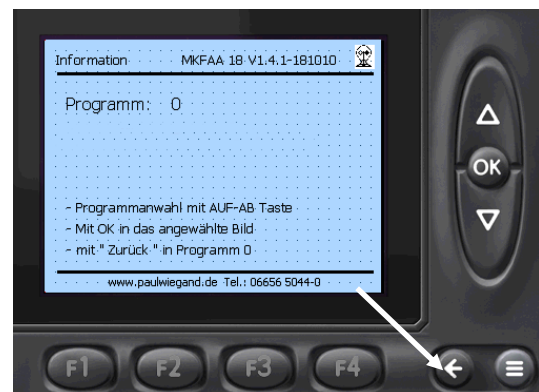 Information MKFAA 18 V1.4.1-181010
Programm: 0
- Programmanwahl mit AUF-AB Taste
- Mit OK in das angewählte Bild
- mit " Zurück " in Programm 0
www.paulwiegand.de Tel.: 06656 5044-0
OK
F1 F2 F3 F4